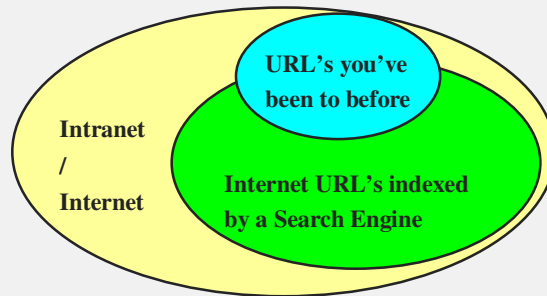 URL's you've
been to before
Intranet
/
Internet
Internet URL's indexed
by a Search Engine